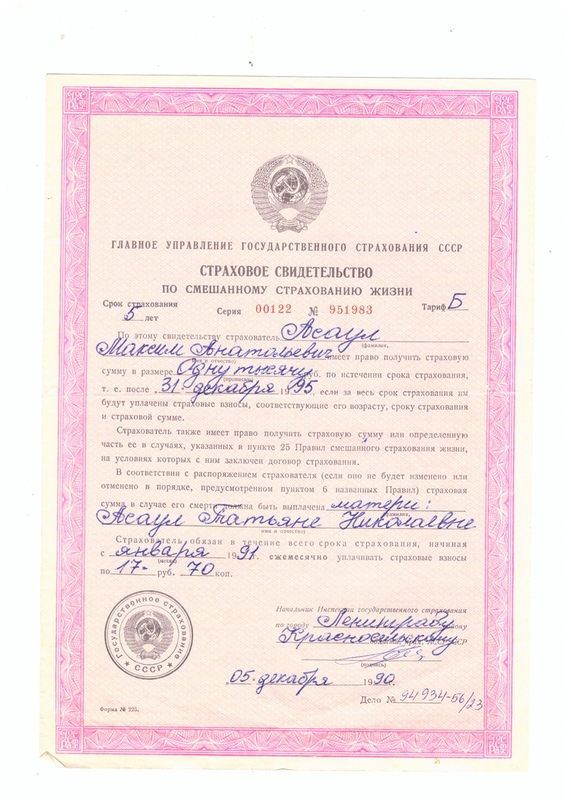 ГЛАВНОЕ УПРАВЛЕНИЕ ГОСУДАРСТВЕННОГО СТРАХОВАНИЯ СССР
СТРАХОВОЕ СВИДЕТЕЛЬСТВО
ПО СМЕШАННОМУ СТРАХОВАНИЮ ЖИЗНИ
Срок страхования
5 лет
Серия 00122 № 951983
Тариф Б
По этому свидетельству страхователь Асаул
(фамилия,
Максим Анатольевич имеет право получить страховую
имя и отчество)
сумму в размере Одну тысячу руб. по истечении срока страхования,
(прописью)
т. е. после „31" декабря 1995, если за весь срок страхования им
будут уплачены страховые взносы, соответствующие его возрасту, сроку страхования
и страховой сумме.
Страхователь также имеет право получить страховую сумму или определенную
часть ее в случаях, указанных в пункте 25 Правил смешанного страхования жизни,
на условиях которых с ним заключен договор страхования.
В соответствии с распоряжением страхователя (если оно не будет изменено или
отменено в порядке, предусмотренном пунктом 6 названных Правил) страховая
сумма в случае его смерти должна быть выплачена матери:
Асаул Татьяне Николаевне
имя и отчество)
Страхователь обязан в течение всего срока страхования, начиная
с января 1991. ежемесячно уплачивать страховые взносы
(месяц)
по 17 руб. 70 коп.
Начальник Инспекции государственного страхования
по городу Ленинграду
Красносельскому
(подпись)
„05" декабря 1990.
Дело № 94934-56/23
Государственное страхование
СССР
Форма № 225.